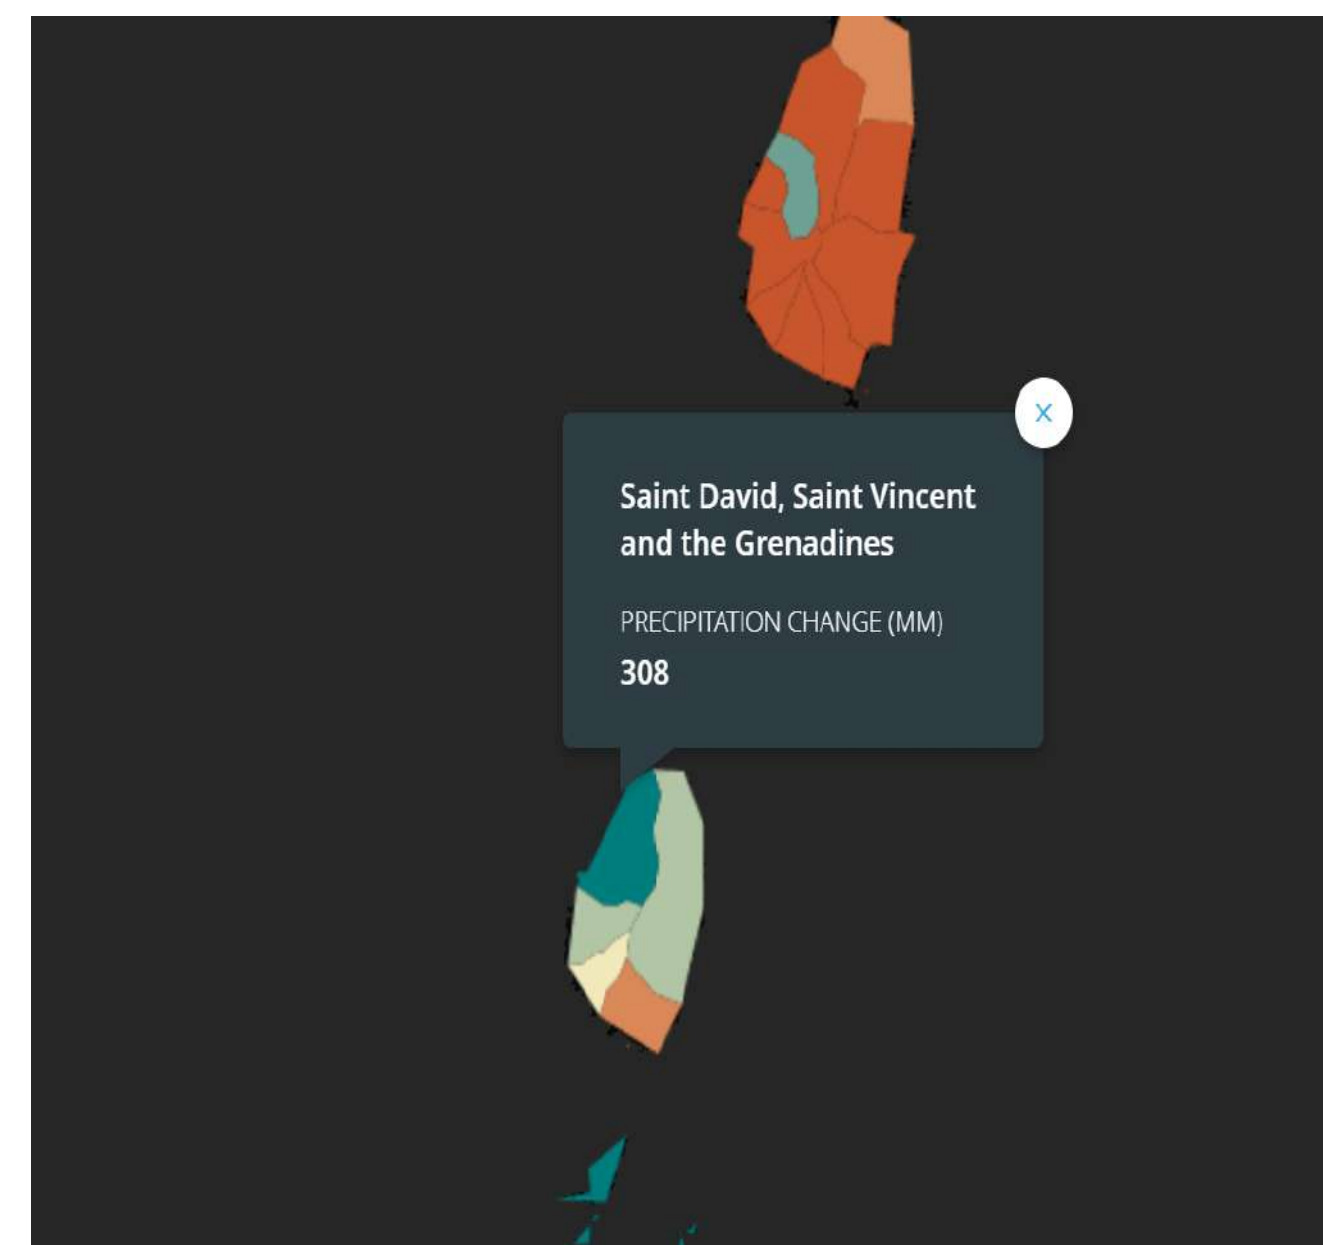 X
Saint David, Saint Vincent
and the Grenadines
PRECIPITATION CHANGE (MM)
308